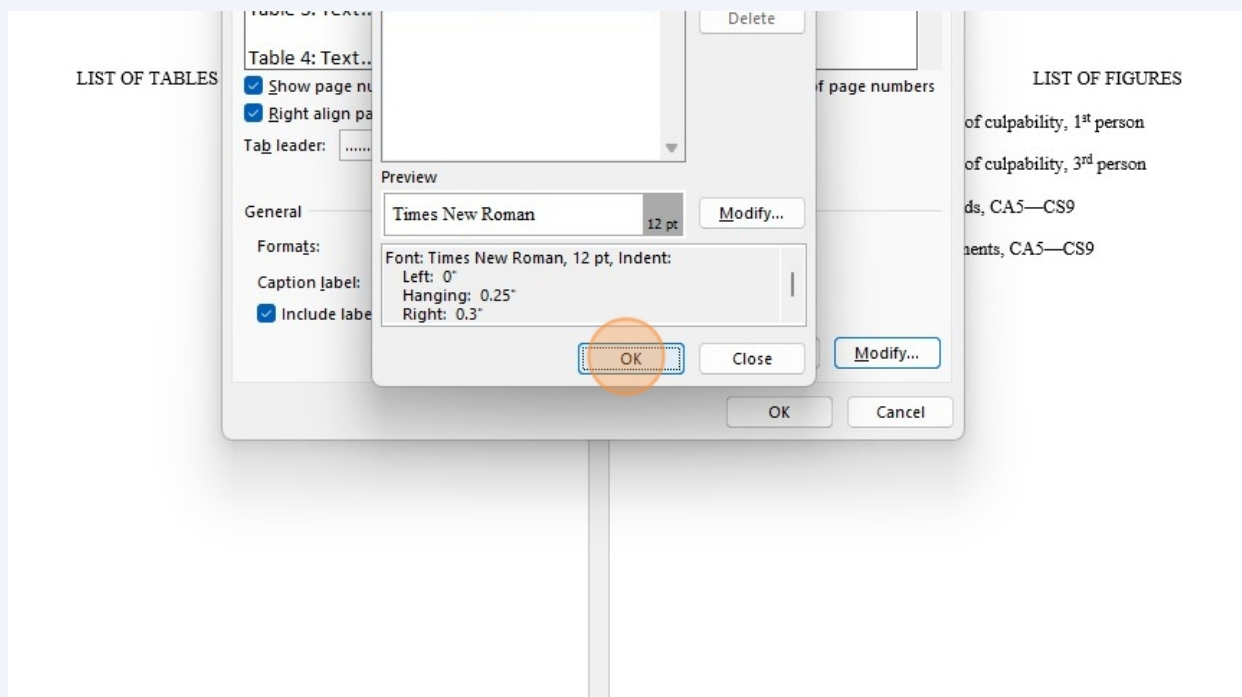 Delete
Table 4: Text...
LIST OF TABLES
Show page nu
of page numbers
LIST OF FIGURES
Right align pa
of culpability, 1st person
Tab leader: ......
of culpability, 3rd person
Preview
ds, CA5—CS9
General
Times New Roman
12 pt
Modify...
Formats:
ments, CA5—CS9
Font: Times New Roman, 12 pt, Indent:
Left: 0"
Hanging: 0.25"
Right: 0.3"
Caption label:
Include labe
OK
Close
Modify...
OK
Cancel